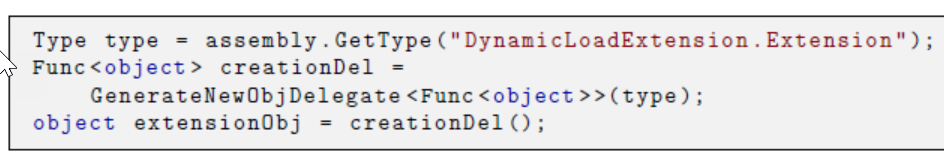 Type type = assembly.GetType("DynamicLoadExtension.Extension");
Func<object> creationDel =
GenerateNewObjDelegate<Func<object>>(type);
object extensionObj = creationDel();